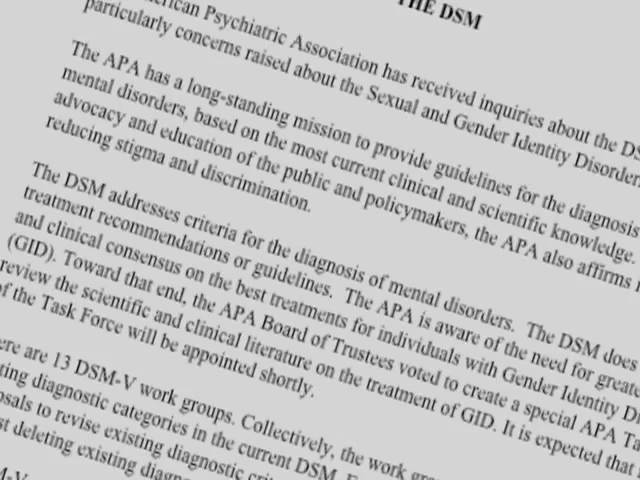 THE DSM
American Psychiatric Association has received inquiries about the DS
particularly concerns raised about the Sexual and Gender Identity Disorders
The APA has a long-standing mission to provide guidelines for the diagnosis
mental disorders, based on the most current clinical and scientific knowledge.
advocacy and education of the public and policymakers, the APA also affirms i
reducing stigma and discrimination.
The DSM addresses criteria for the diagnosis of mental disorders. The DSM does
treatment recommendations or guidelines. The APA is aware of the need for greate
and clinical consensus on the best treatments for individuals with Gender Identity Di
(GID). Toward that end, the APA Board of Trustees voted to create a special APA Ta
review the scientific and clinical literature on the treatment of GID. It is expected that
of the Task Force will be appointed shortly.
ere are 13 DSM-V work groups. Collectively, the work gro
ting diagnostic categories in the current DSM.
osals to revise existing diagnostic crite
st deleting existing diagn
M-V